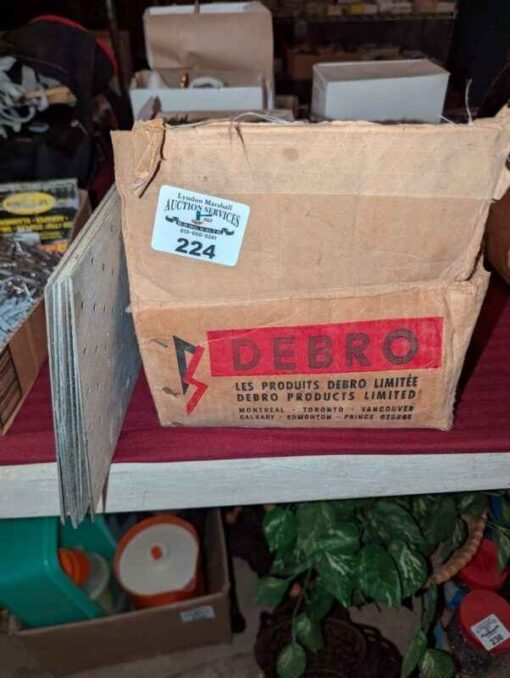 Lyndon Marshall
AUCTION SERVICES
224
DEBRO
LES PRODUITS DEBRO LIMITÉE
DEBRO PRODUCTS LIMITED
MONTREAL · TORONTO · VANCOUVER
CALGARY · EDMONTON · PRINCE GEORGE
236